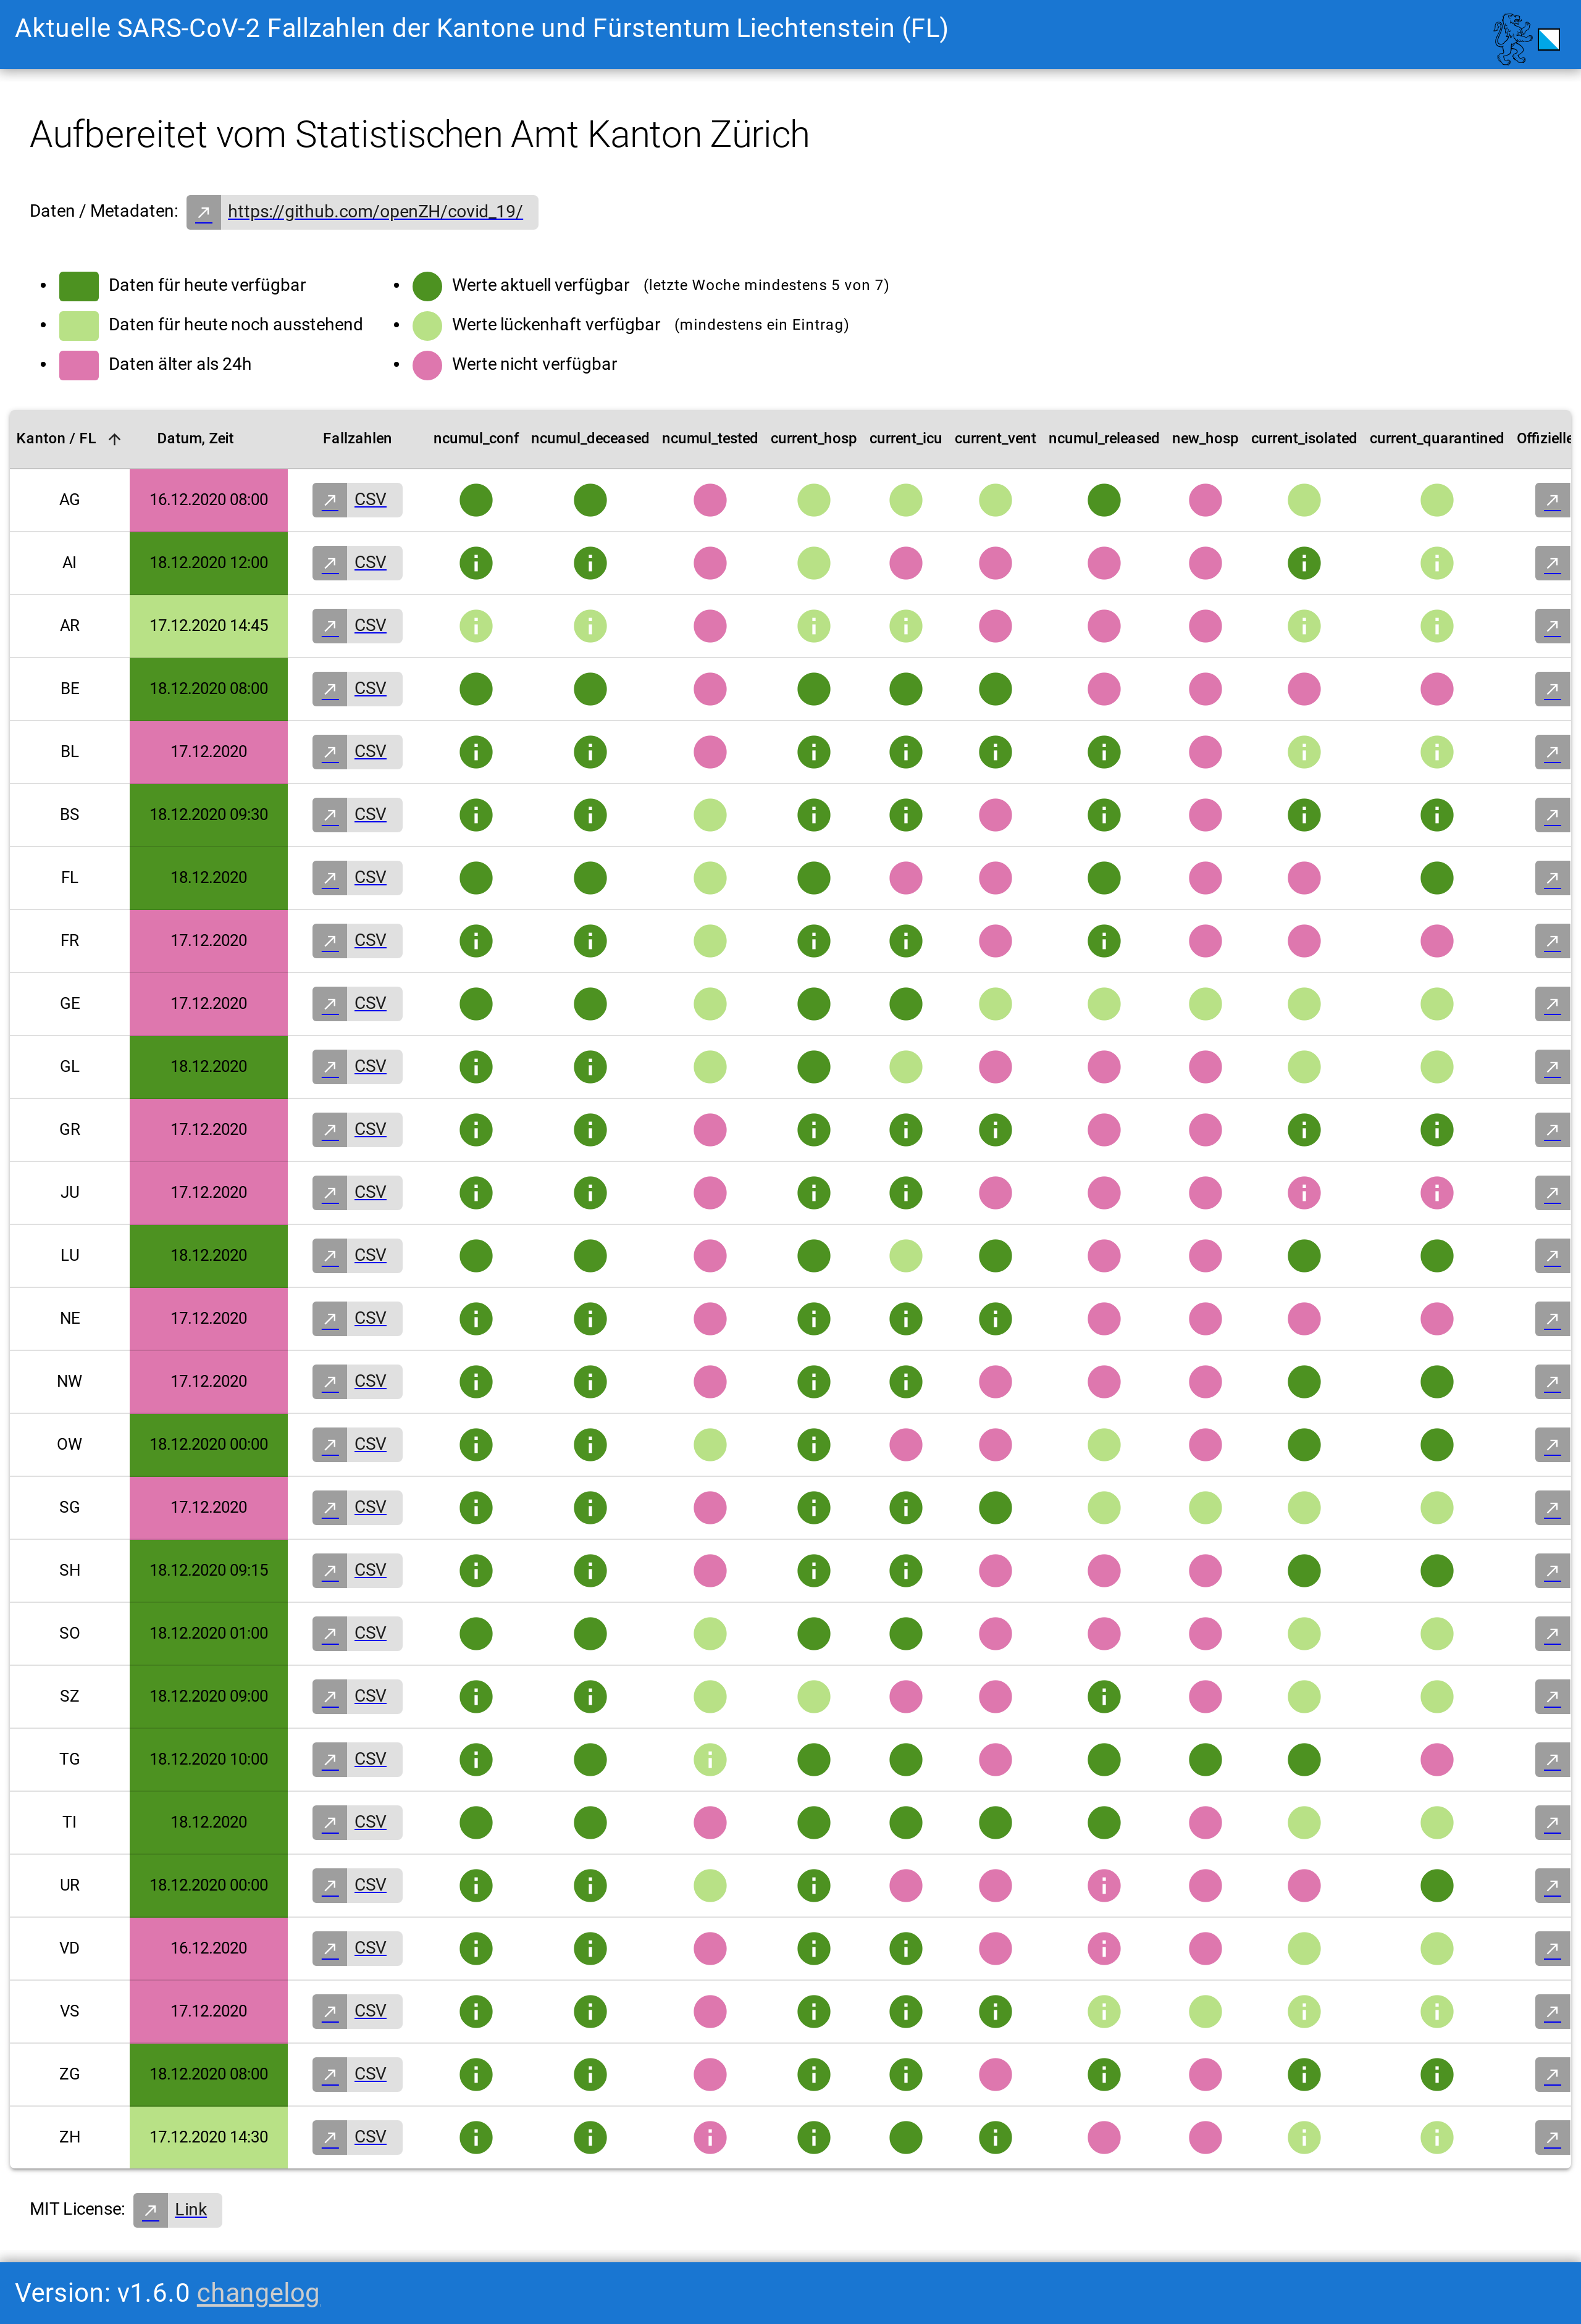 Aktuelle SARS-CoV-2 Fallzahlen der Kantone und Fürstentum Liechtenstein (FL)
Aufbereitet vom Statistischen Amt Kanton Zürich
Daten / Metadaten: https://github.com/openZH/covid_19/
Daten für heute verfügbar
Daten für heute noch ausstehend
Daten älter als 24h
Werte aktuell verfügbar (letzte Woche mindestens 5 von 7)
Werte lückenhaft verfügbar (mindestens ein Eintrag)
Werte nicht verfügbar
Kanton / FL Datum, Zeit Fallzahlen ncumul_conf ncumul_deceased ncumul_tested current_hosp current_icu current_vent ncumul_released new_hosp current_isolated current_quarantined Offizielle
AG 16.12.2020 08:00 CSV
AI 18.12.2020 12:00 CSV
AR 17.12.2020 14:45 CSV
BE 18.12.2020 08:00 CSV
BL 17.12.2020 CSV
BS 18.12.2020 09:30 CSV
FL 18.12.2020 CSV
FR 17.12.2020 CSV
GE 17.12.2020 CSV
GL 18.12.2020 CSV
GR 17.12.2020 CSV
JU 17.12.2020 CSV
LU 18.12.2020 CSV
NE 17.12.2020 CSV
NW 17.12.2020 CSV
OW 18.12.2020 00:00 CSV
SG 17.12.2020 CSV
SH 18.12.2020 09:15 CSV
SO 18.12.2020 01:00 CSV
SZ 18.12.2020 09:00 CSV
TG 18.12.2020 10:00 CSV
TI 18.12.2020 CSV
UR 18.12.2020 00:00 CSV
VD 16.12.2020 CSV
VS 17.12.2020 CSV
ZG 18.12.2020 08:00 CSV
ZH 17.12.2020 14:30 CSV
MIT License: Link
Version: v1.6.0 changelog